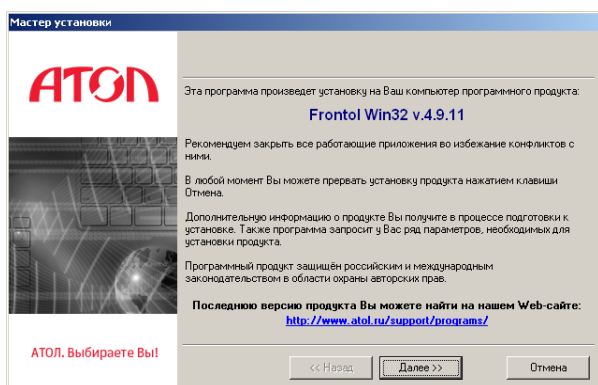 Мастер установки
АТОЛ
Эта программа произведет установку на Ваш компьютер программного продукта:
Frontol Win32 v.4.9.11
Рекомендуем закрыть все работающие приложения во избежание конфликтов с
ними.
В любой момент Вы можете прервать установку продукта нажатием клавиши
Отмена.
Дополнительную информацию о продукте Вы получите в процессе подготовки к
установке. Также программа запросит у Вас ряд параметров, необходимых для
установки продукта.
Программный продукт защищён российским и международным
законодательством в области охраны авторских прав.
Последнюю версию продукта Вы можете найти на нашем Web-сайте:
http://www.atol.ru/support/programs/
АТОЛ. Выбираете Вы!
<< Назад
Далее >>
Отмена